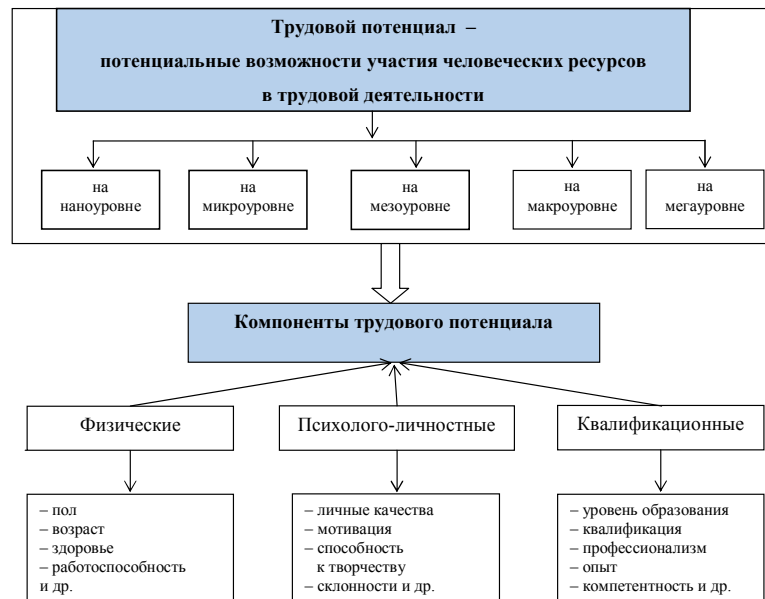 Трудовой потенциал –
потенциальные возможности участия человеческих ресурсов
в трудовой деятельности
на
наноуровне
на
микроуровне
на
мезоуровне
на
макроуровне
на
мегауровне
Компоненты трудового потенциала
Физические
Психолого-личностные
Квалификационные
– пол
– возраст
– здоровье
– работоспособность
и др.
– личные качества
– мотивация
– способность
к творчеству
– склонности и др.
– уровень образования
– квалификация
– профессионализм
– опыт
– компетентность и др.